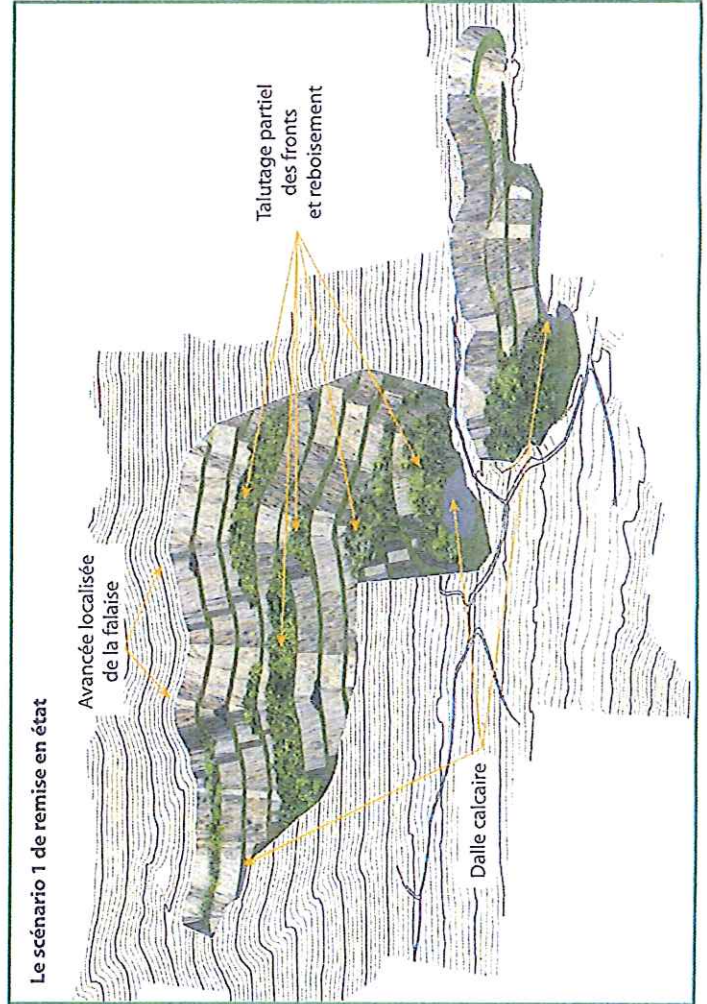 Le scénario 1 de remise en état
Avancée localisée
de la falaise
Talutage partiel
des fronts
et reboisement
Dalle calcaire